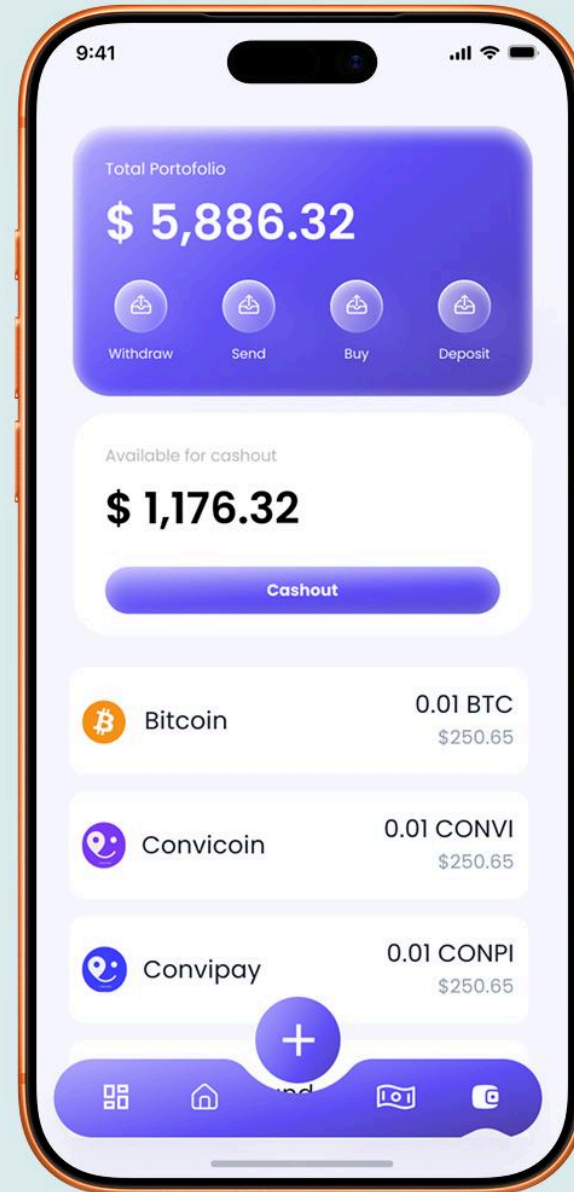 9:41
Total Portofolio
$ 5,886.32
Withdraw Send Buy Deposit
Available for cashout
$ 1,176.32
Cashout
Bitcoin
0.01 BTC
$250.65
Convicoin
0.01 CONVI
$250.65
Convipay
0.01 CONPI
$250.65